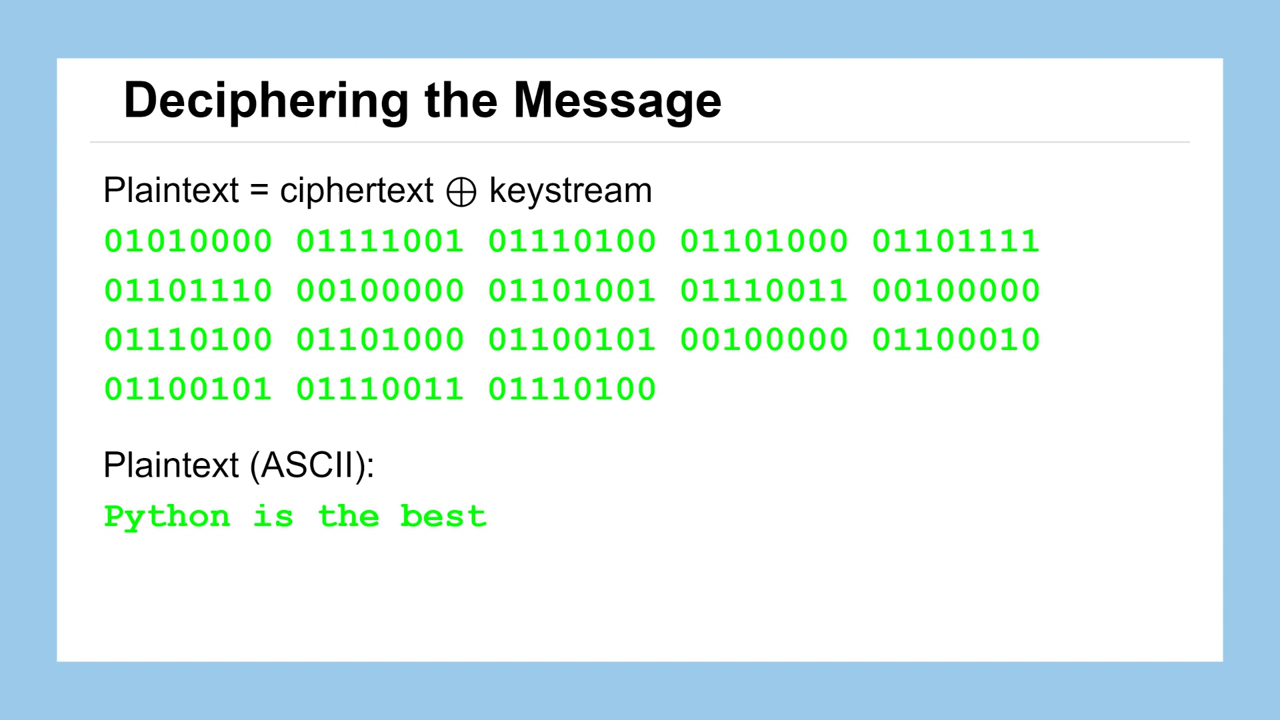 Deciphering the Message
Plaintext = ciphertext ⊕ keystream
01010000 01111001 01110100 01101000 01101111
01101110 00100000 01101001 01110011 00100000
01110100 01101000 01100101 00100000 01100010
01100101 01110011 01110100
Plaintext (ASCII):
Python is the best